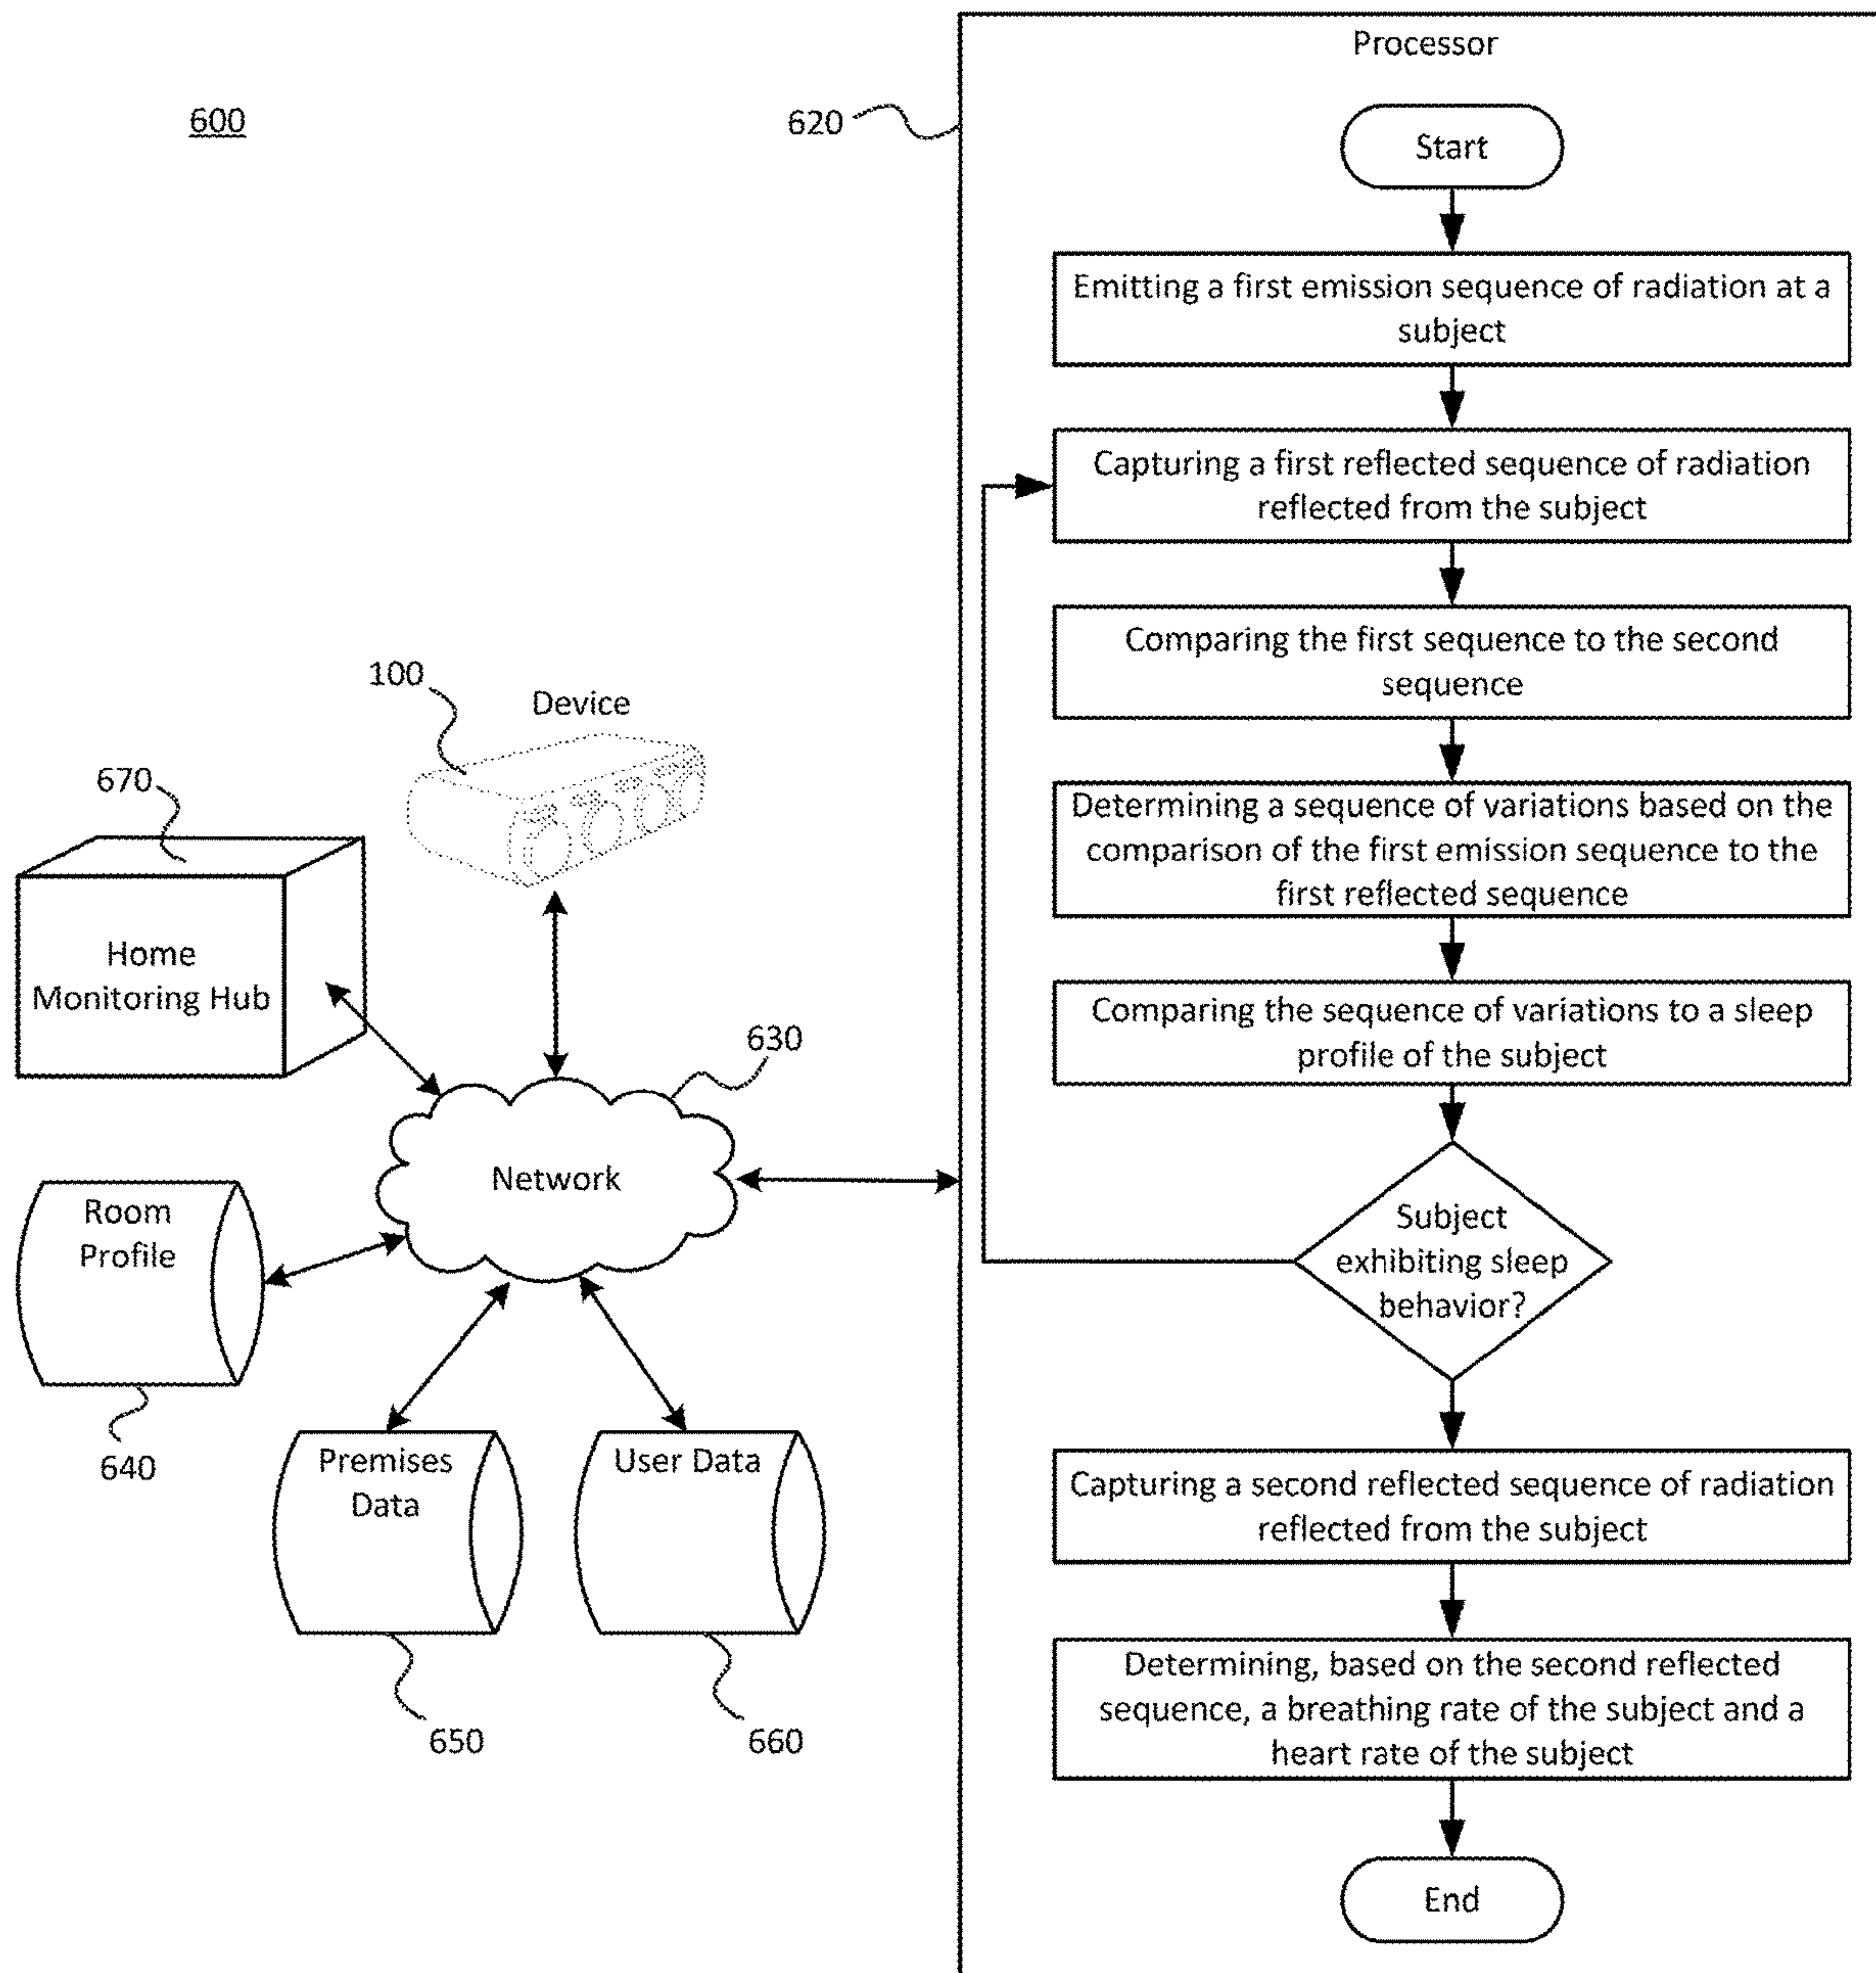 600
100
Device
670
Home
Monitoring Hub
630
Network
Room
Profile
640
Premises
Data
650
User Data
660
620
Processor
Start
Emitting a first emission sequence of radiation at a
subject
Capturing a first reflected sequence of radiation
reflected from the subject
Comparing the first sequence to the second
sequence
Determining a sequence of variations based on the
comparison of the first emission sequence to the
first reflected sequence
Comparing the sequence of variations to a sleep
profile of the subject
Subject
exhibiting sleep
behavior?
Capturing a second reflected sequence of radiation
reflected from the subject
Determining, based on the second reflected
sequence, a breathing rate of the subject and a
heart rate of the subject
End